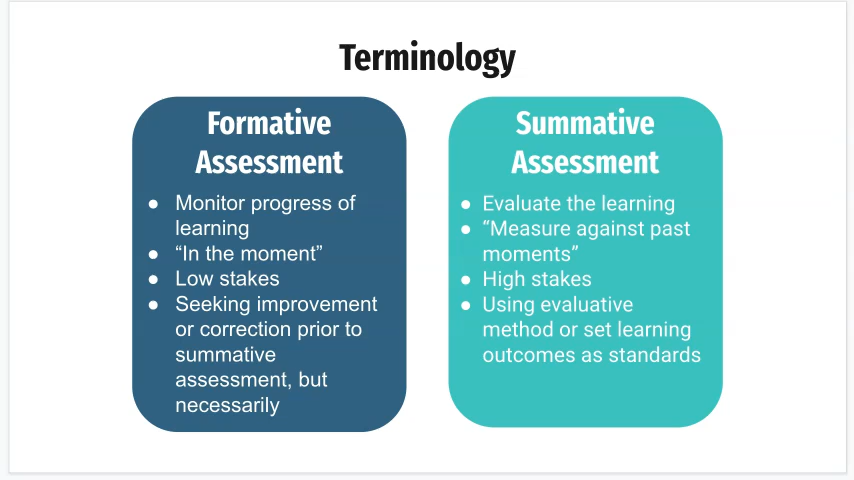 Terminology
Formative
Assessment
● Monitor progress of
learning
● “In the moment”
● Low stakes
● Seeking improvement
or correction prior to
summative
assessment, but
necessarily
Summative
Assessment
● Evaluate the learning
● “Measure against past
moments”
● High stakes
● Using evaluative
method or set learning
outcomes as standards